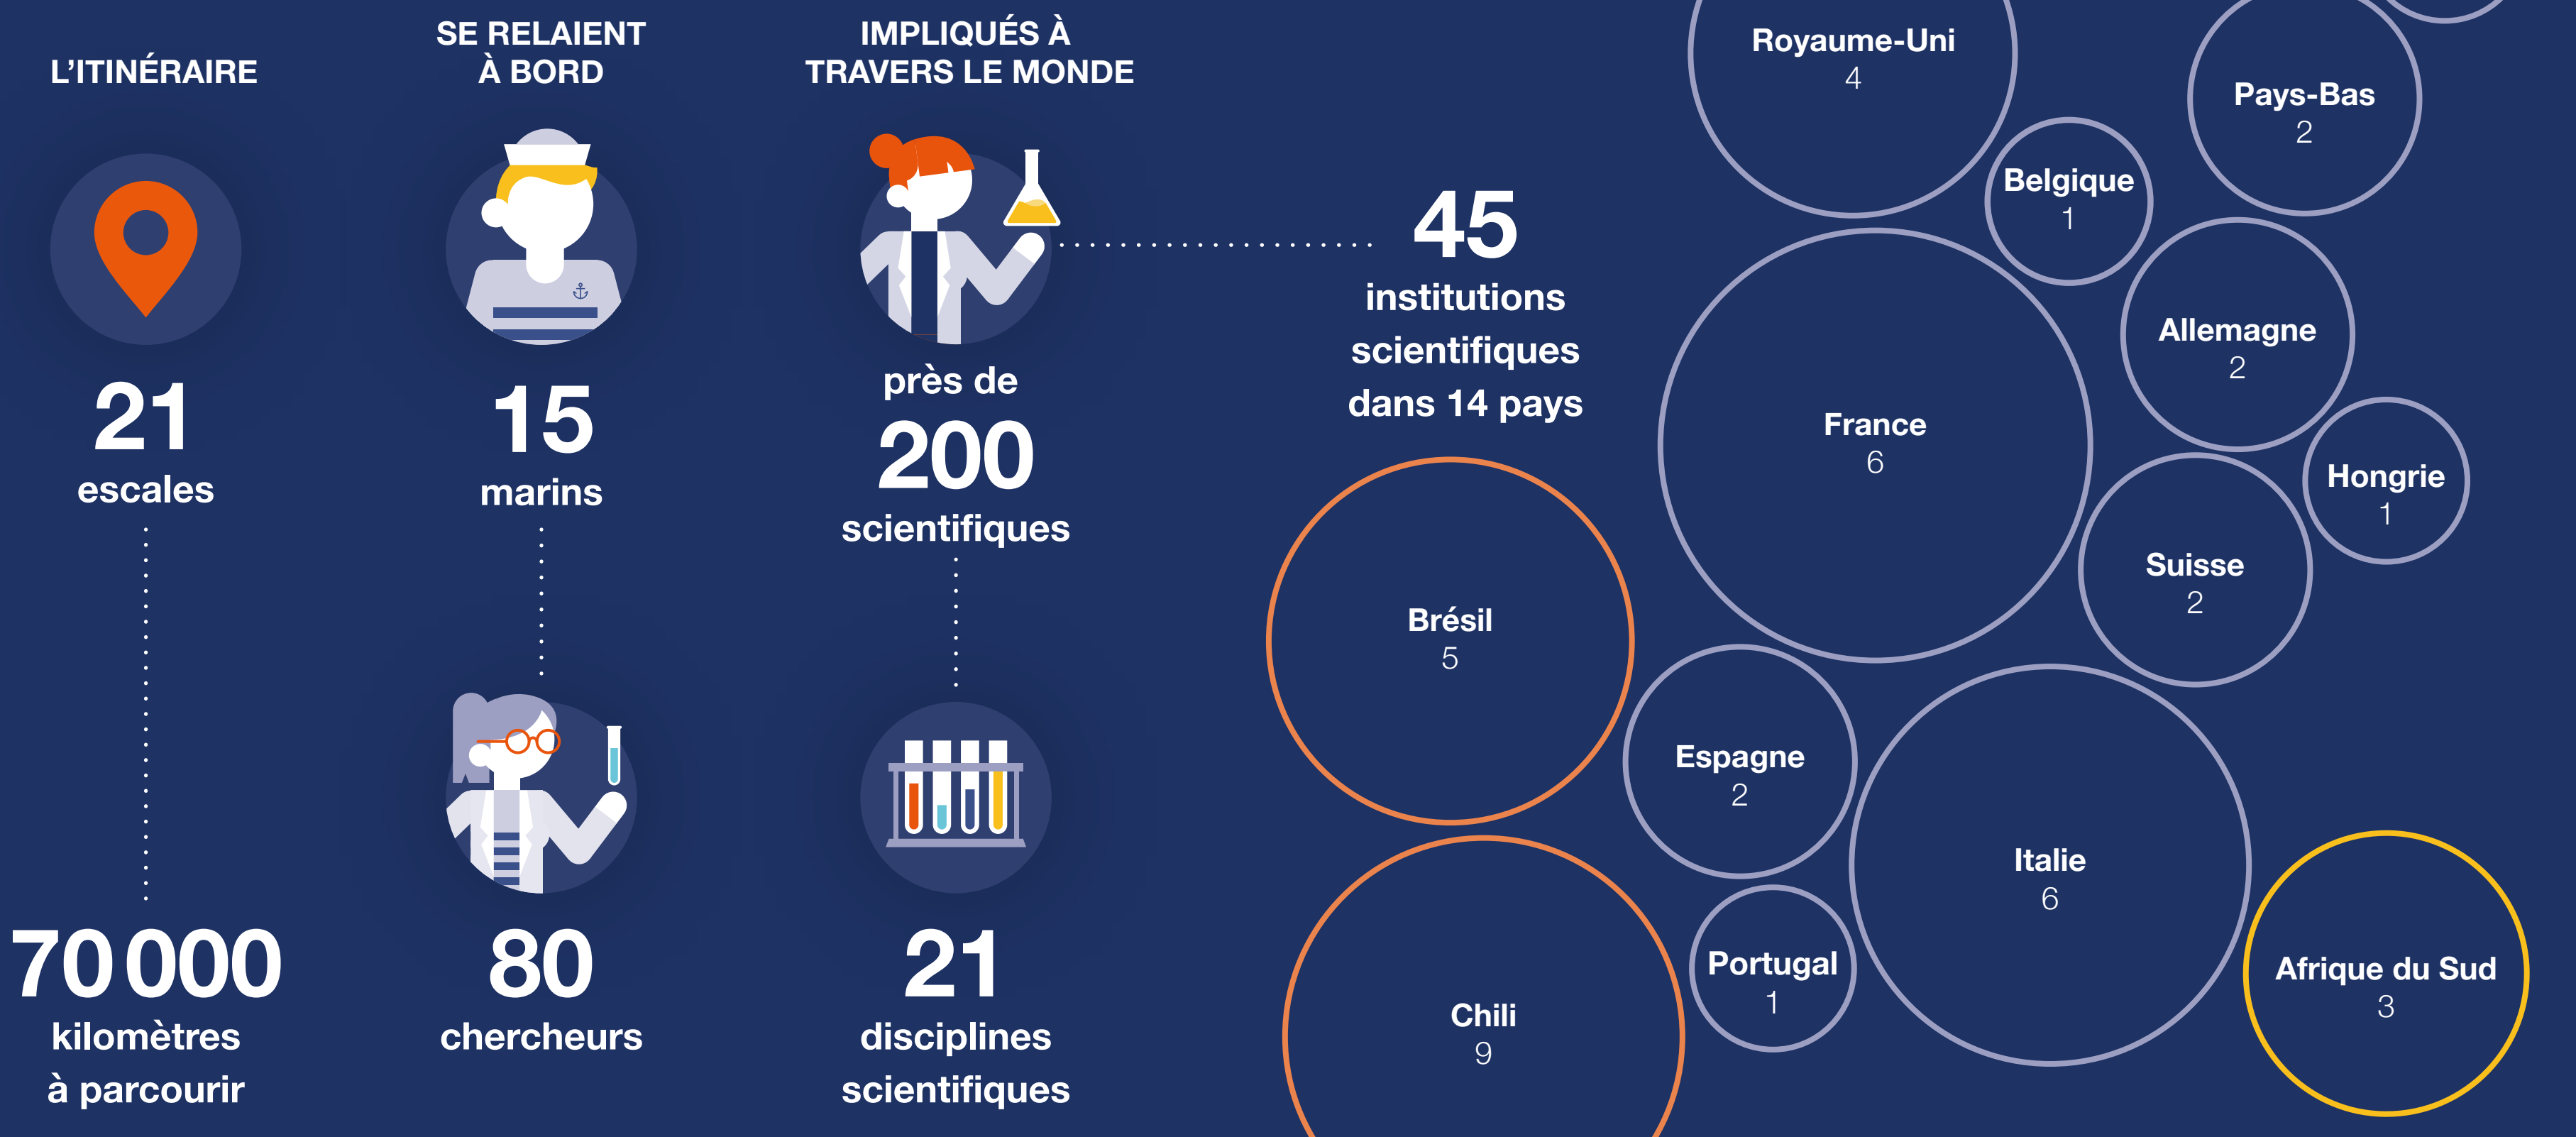 L’ITINÉRAIRE
21
escales
70 000
kilomètres
à parcourir
SE RELAIENT
À BORD
15
marins
80
chercheurs
IMPLIQUÉS À
TRAVERS LE MONDE
près de
200
scientifiques
21
disciplines
scientifiques
45
institutions
scientifiques
dans 14 pays
Royaume-Uni
4
Pays-Bas
2
Belgique
1
Allemagne
2
France
6
Hongrie
1
Suisse
2
Brésil
5
Espagne
2
Italie
6
Portugal
1
Afrique du Sud
3
Chili
9